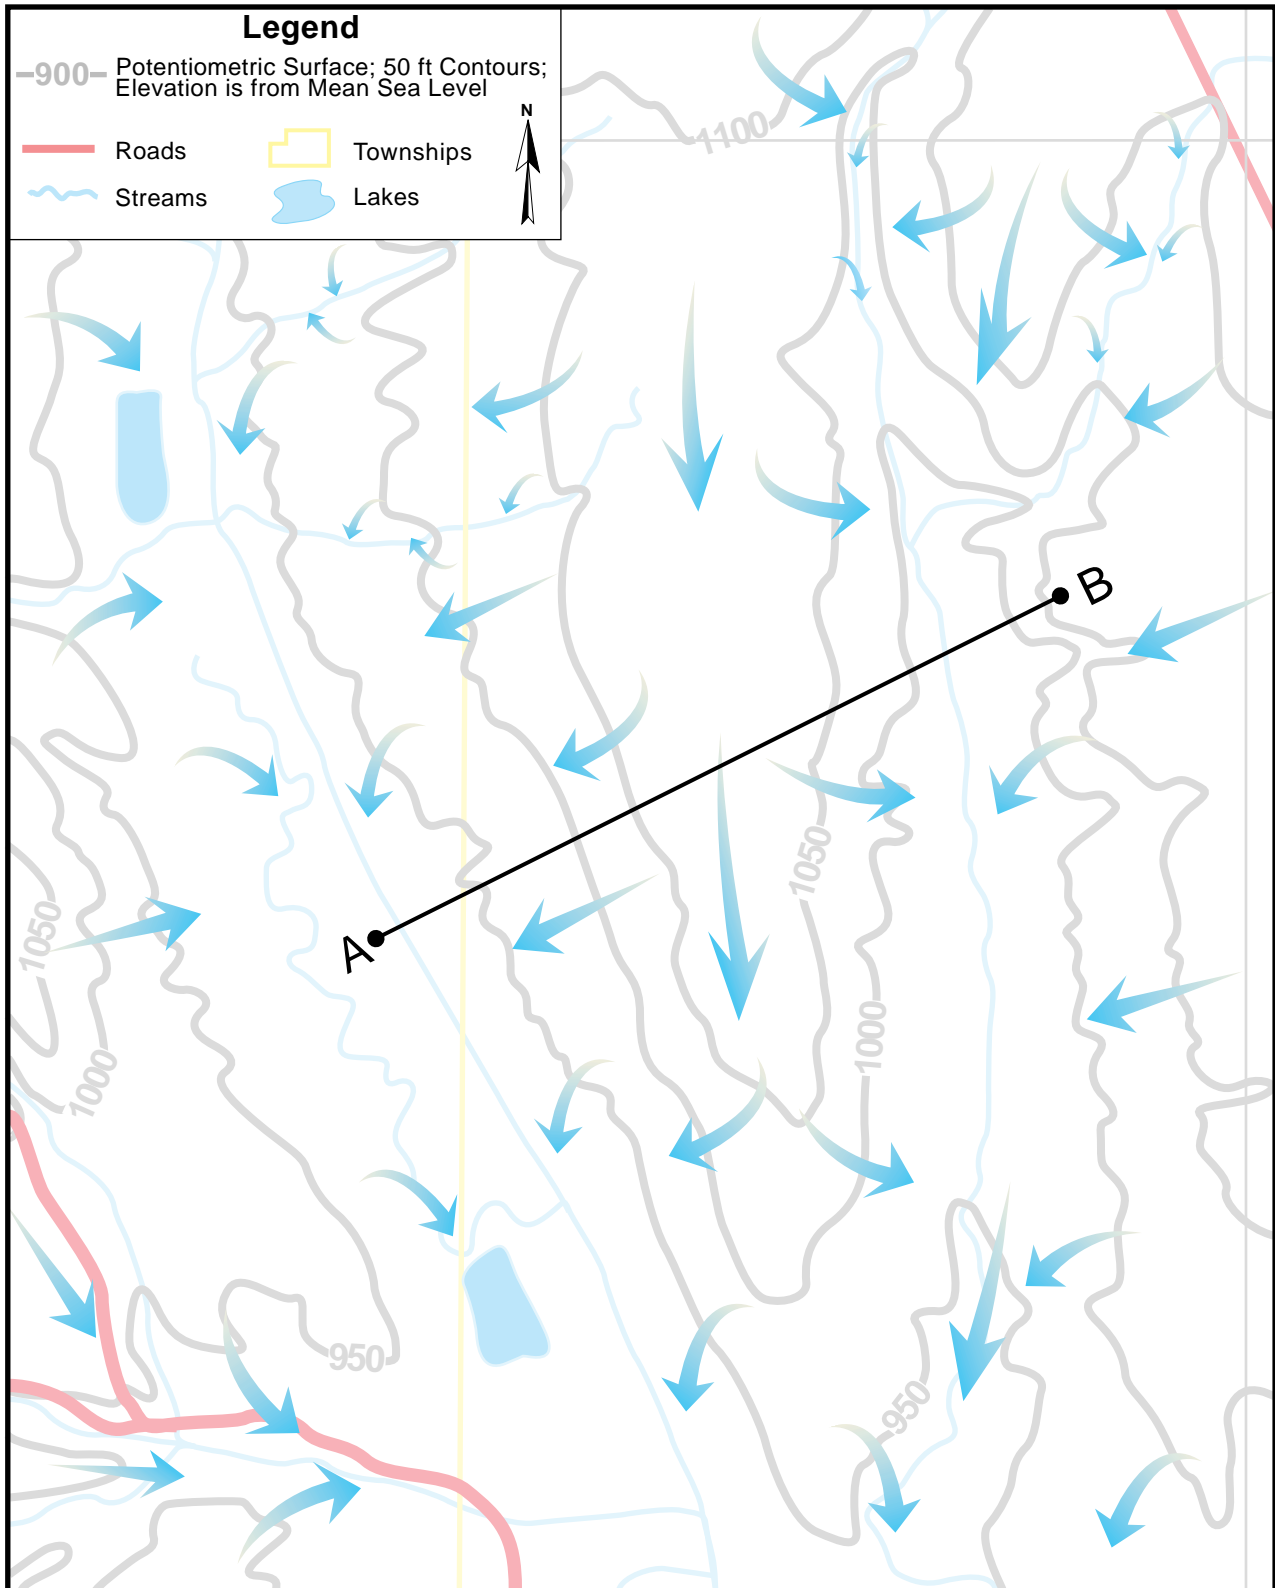 Legend
900
Potentiometric Surface; 50 ft Contours;
Elevation is from Mean Sea Level
N
Roads
Townships
Streams
Lakes
1100
B
1050
A
1050
1000
1000
950
950